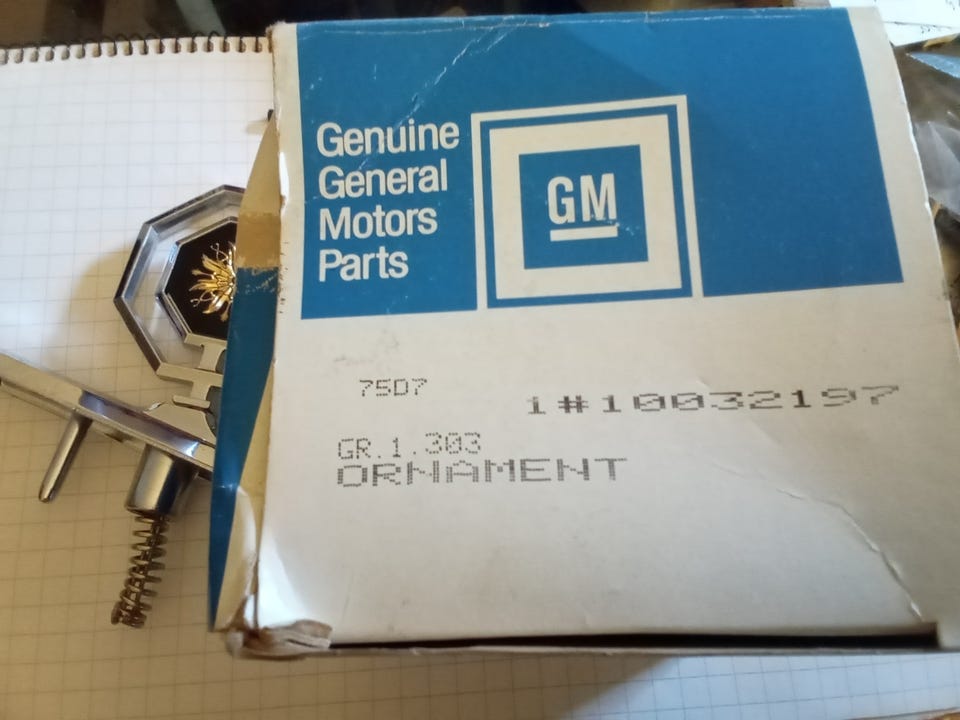 Genuine
General
Motors
Parts
GM
75D7
1#10032197
GR.1.303
ORNAMENT